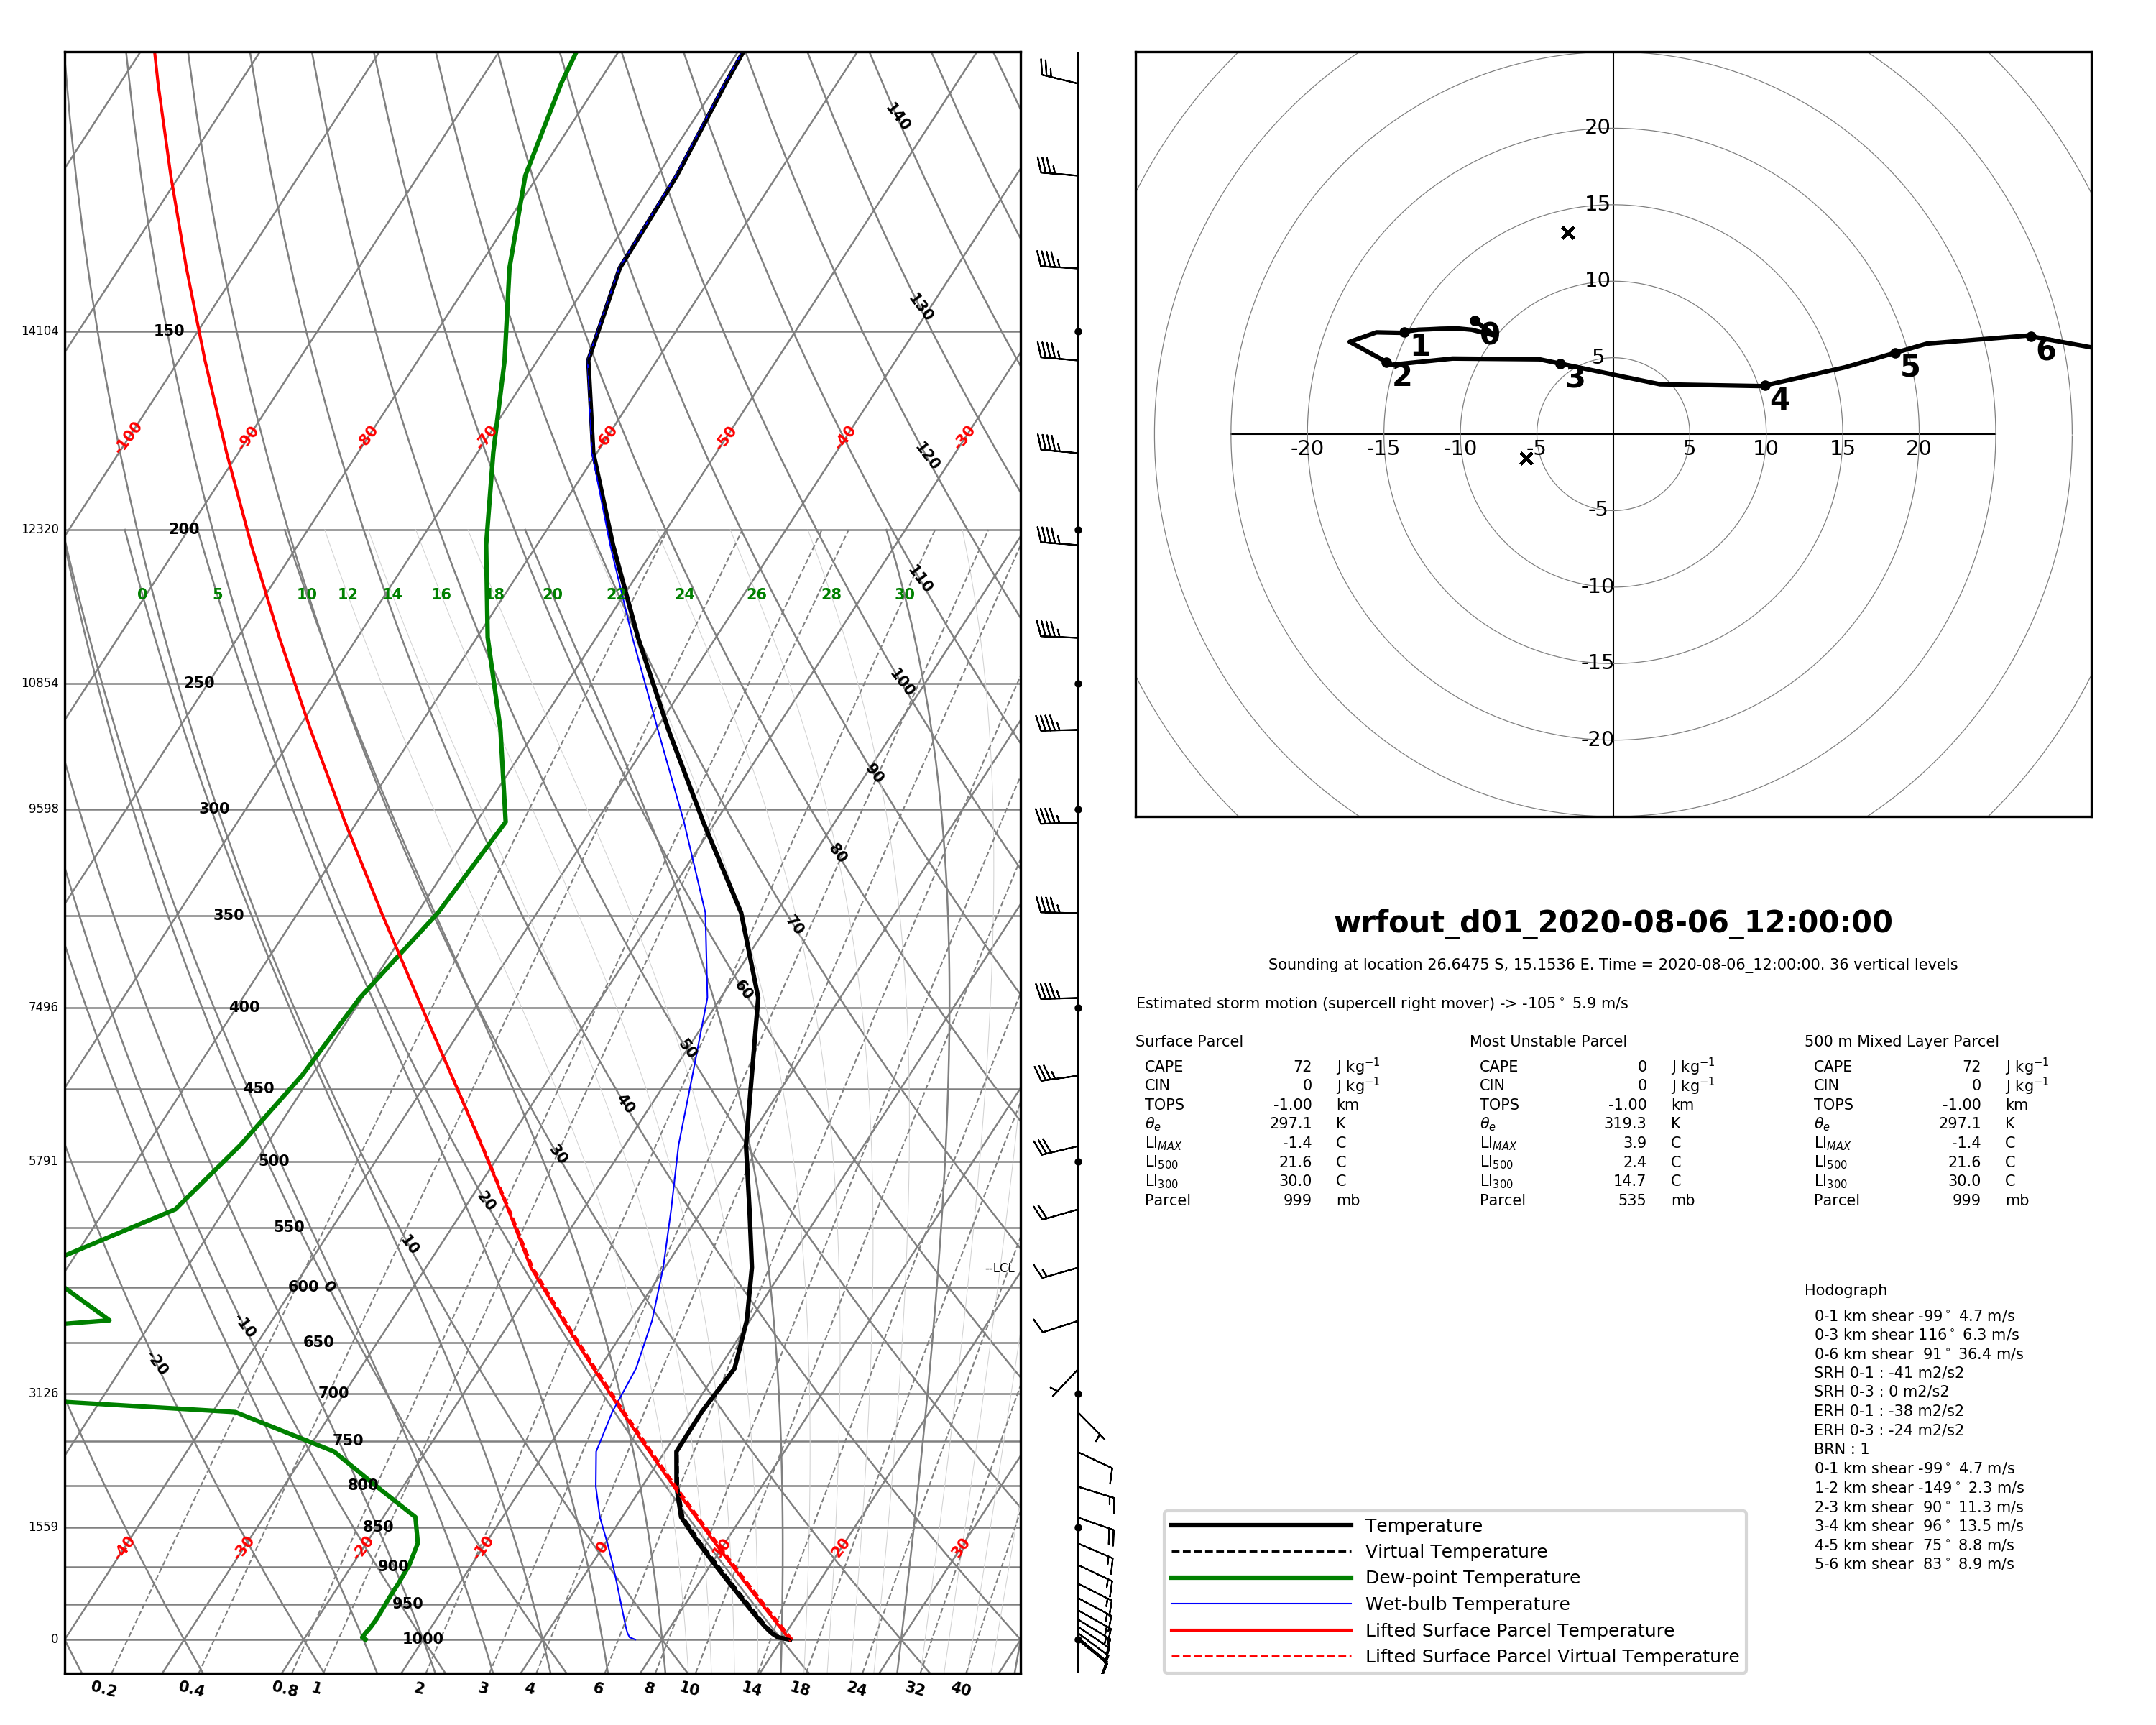 140
130
120
110
100
90
80
70
60
50
40
30
20
10
0
-10
-20
14104 150
-100 -90 -80 -70 -60 -50 -40 -30
12320 200
0 5 10 12 14 16 18 20 22 24 26 28 30
10854 250
9598 300
350
7496 400
450
5791 500
550
--LCL
600
650
3126 700
750
800
1559 850
-40 -30 -20 -10 0 10 20 30
900
950
0 1000
0.2 0.4 0.8 1 2 3 4 6 8 10 14 18 24 32 40
20
15
10
5
-20 -15 -10 -5 5 10 15 20
-5
-10
-15
-20
0 1 2 3 4 5 6
wrfout_d01_2020-08-06_12:00:00
Sounding at location 26.6475 S, 15.1536 E. Time = 2020-08-06_12:00:00. 36 vertical levels
Estimated storm motion (supercell right mover) -> -105° 5.9 m/s
Surface Parcel
CAPE 72 J kg⁻¹
CIN 0 J kg⁻¹
TOPS -1.00 km
θe 297.1 K
LIMAX -1.4 C
LI500 21.6 C
LI300 30.0 C
Parcel 999 mb
Most Unstable Parcel
CAPE 0 J kg⁻¹
CIN 0 J kg⁻¹
TOPS -1.00 km
θe 319.3 K
LIMAX 3.9 C
LI500 2.4 C
LI300 14.7 C
Parcel 535 mb
500 m Mixed Layer Parcel
CAPE 72 J kg⁻¹
CIN 0 J kg⁻¹
TOPS -1.00 km
θe 297.1 K
LIMAX -1.4 C
LI500 21.6 C
LI300 30.0 C
Parcel 999 mb
Hodograph
0-1 km shear -99° 4.7 m/s
0-3 km shear 116° 6.3 m/s
0-6 km shear 91° 36.4 m/s
SRH 0-1 : -41 m2/s2
SRH 0-3 : 0 m2/s2
ERH 0-1 : -38 m2/s2
ERH 0-3 : -24 m2/s2
BRN : 1
0-1 km shear -99° 4.7 m/s
1-2 km shear -149° 2.3 m/s
2-3 km shear 90° 11.3 m/s
3-4 km shear 96° 13.5 m/s
4-5 km shear 75° 8.8 m/s
5-6 km shear 83° 8.9 m/s
Temperature
Virtual Temperature
Dew-point Temperature
Wet-bulb Temperature
Lifted Surface Parcel Temperature
Lifted Surface Parcel Virtual Temperature